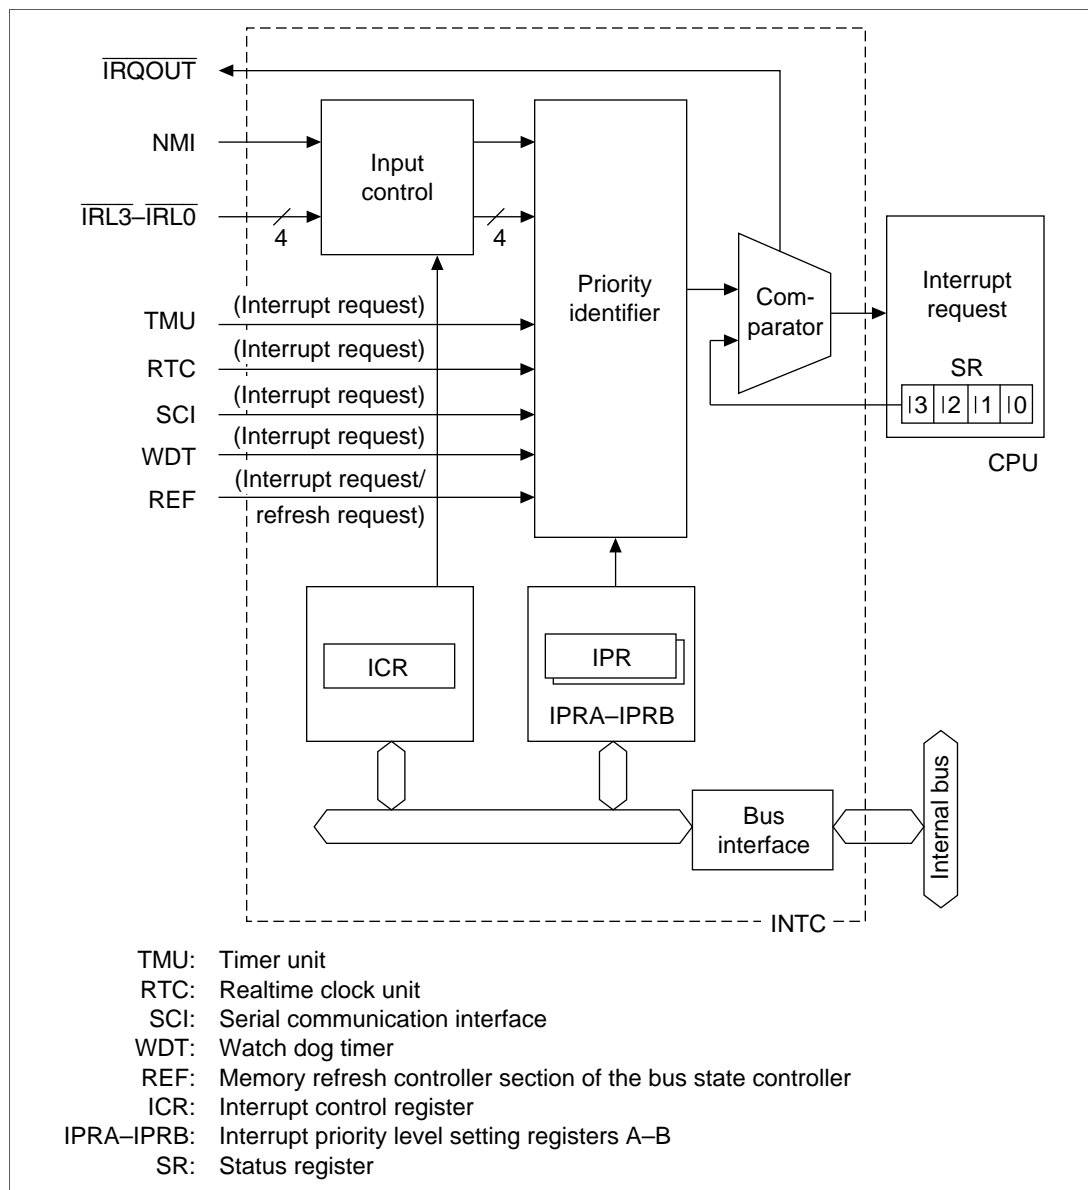 IRQOUT
NMI
Input
control
IRL3–IRL0
4
4
Priority
identifier
Com-
parator
Interrupt
request
SR
I3 I2 I1 I0
CPU
TMU (Interrupt request)
RTC (Interrupt request)
SCI (Interrupt request)
WDT (Interrupt request)
REF (Interrupt request/
refresh request)
ICR
IPR
IPRA–IPRB
Bus
interface
Internal bus
INTC
TMU: Timer unit
RTC: Realtime clock unit
SCI: Serial communication interface
WDT: Watch dog timer
REF: Memory refresh controller section of the bus state controller
ICR: Interrupt control register
IPRA–IPRB: Interrupt priority level setting registers A–B
SR: Status register